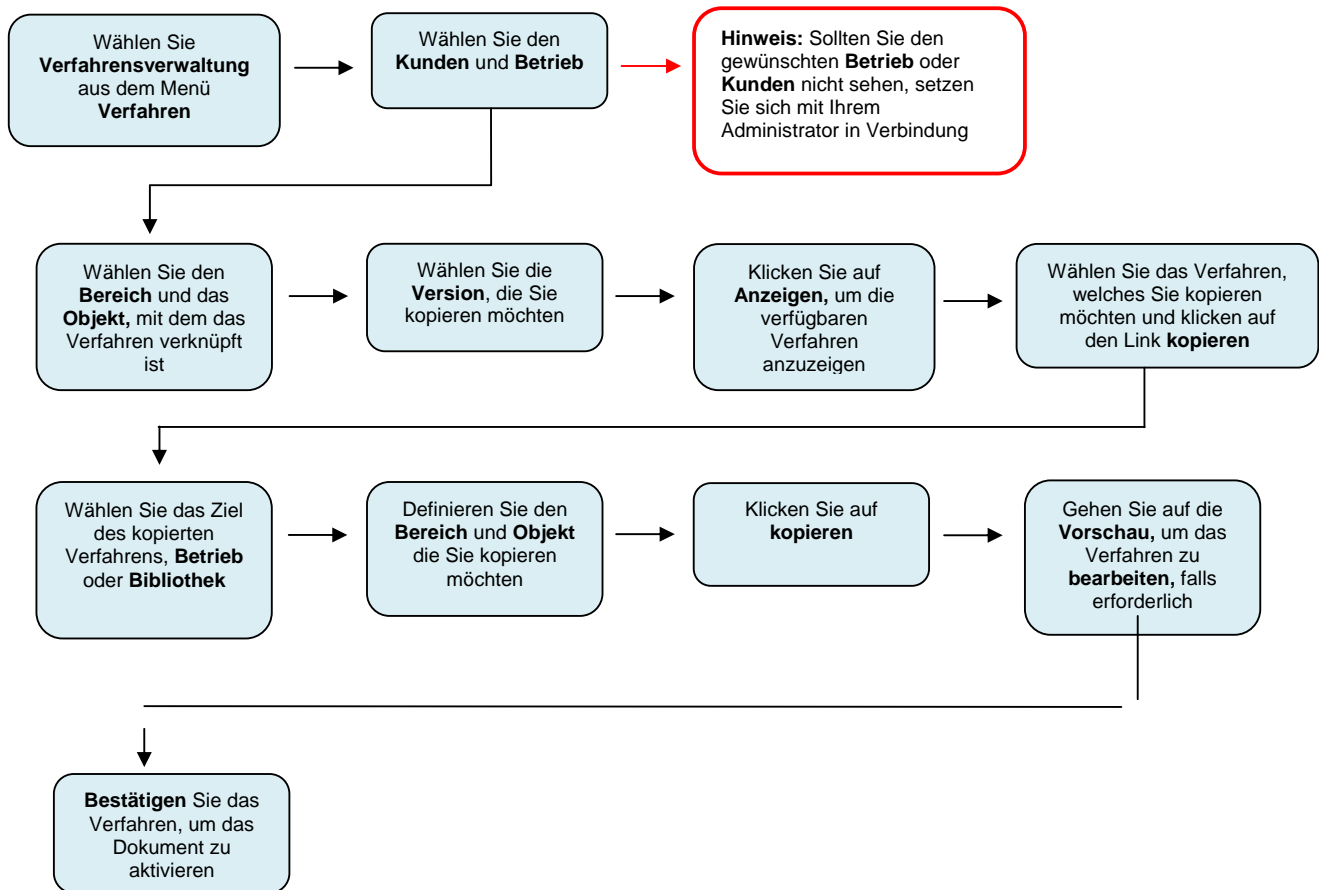 Wählen Sie
Verfahrensverwaltung
aus dem Menü
Verfahren
Wählen Sie den
Kunden und Betrieb
Hinweis: Sollten Sie den
gewünschten Betrieb oder
Kunden nicht sehen, setzen
Sie sich mit Ihrem
Administrator in Verbindung
Wählen Sie den
Bereich und das
Objekt, mit dem das
Verfahren verknüpft
ist
Wählen Sie die
Version, die Sie
kopieren möchten
Klicken Sie auf
Anzeigen, um die
verfügbaren
Verfahren
anzuzeigen
Wählen Sie das Verfahren,
welches Sie kopieren
möchten und klicken auf
den Link kopieren
Wählen Sie das Ziel
des kopierten
Verfahrens, Betrieb
oder Bibliothek
Definieren Sie den
Bereich und Objekt
die Sie kopieren
möchten
Klicken Sie auf
kopieren
Gehen Sie auf die
Vorschau, um das
Verfahren zu
bearbeiten, falls
erforderlich
Bestätigen Sie das
Verfahren, um das
Dokument zu
aktivieren